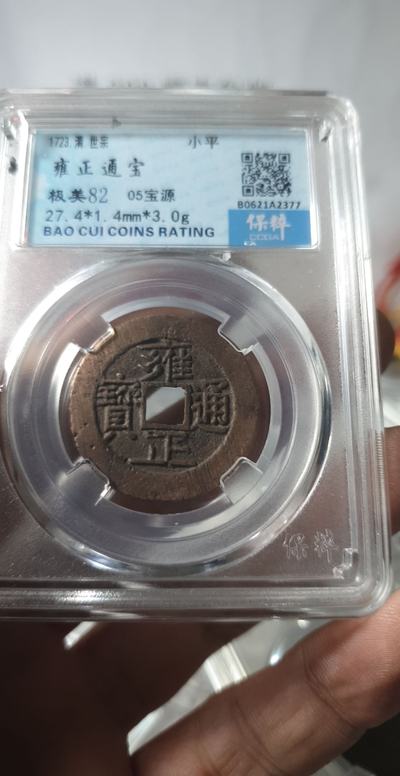 1723.清.世宗 小平
雍正通宝
极美82 05宝源
27.4*1.4mm*3.0g
B0621A2377
保粹
CCGA
BAO CUI COINS RATING
雍正通寶
保粹